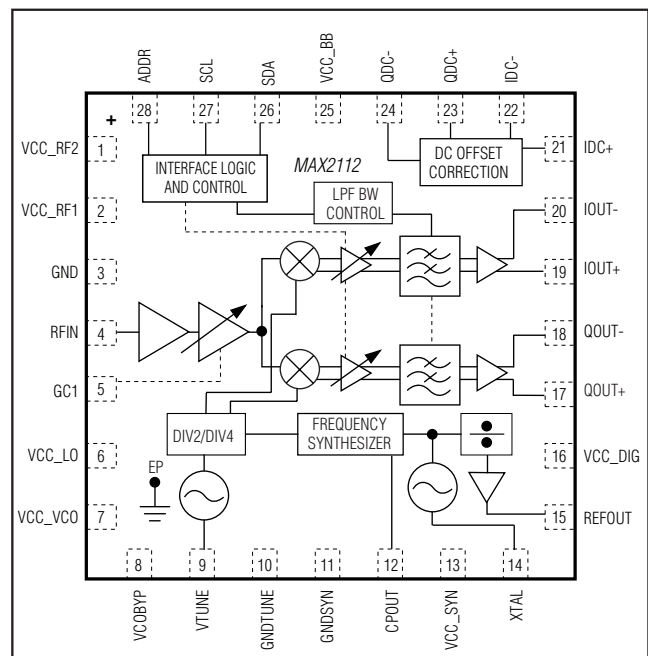 ADDR
SCL
SDA
VCC_BB
QDC-
QDC+
IDC-
28
27
26
25
24
23
22
+
VCC_RF2
1
VCC_RF1
2
GND
3
RFIN
4
GC1
5
VCC_LO
6
VCC_VCO
7
INTERFACE LOGIC
AND CONTROL
MAX2112
LPF BW
CONTROL
DC OFFSET
CORRECTION
21
IDC+
20
IOUT-
19
IOUT+
18
QOUT-
17
QOUT+
16
VCC_DIG
15
REFOUT
DIV2/DIV4
FREQUENCY
SYNTHESIZER
EP
8
9
10
11
12
13
14
VCOBYP
VTUNE
GNDTUNE
GNDSYN
CPOUT
VCC_SYN
XTAL